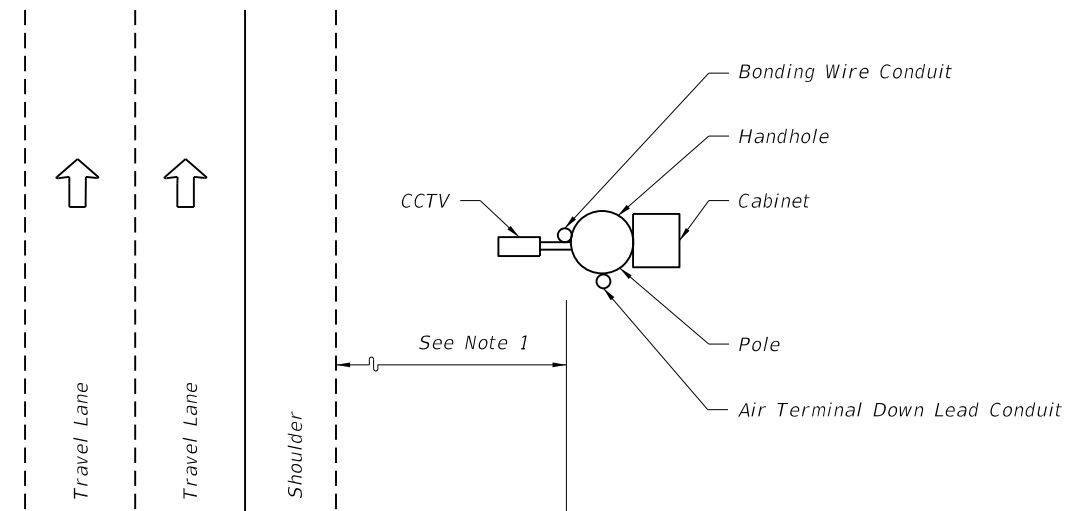 Bonding Wire Conduit
Handhole
CCTV
Cabinet
See Note 1
Pole
Air Terminal Down Lead Conduit
Travel Lane
Travel Lane
Shoulder